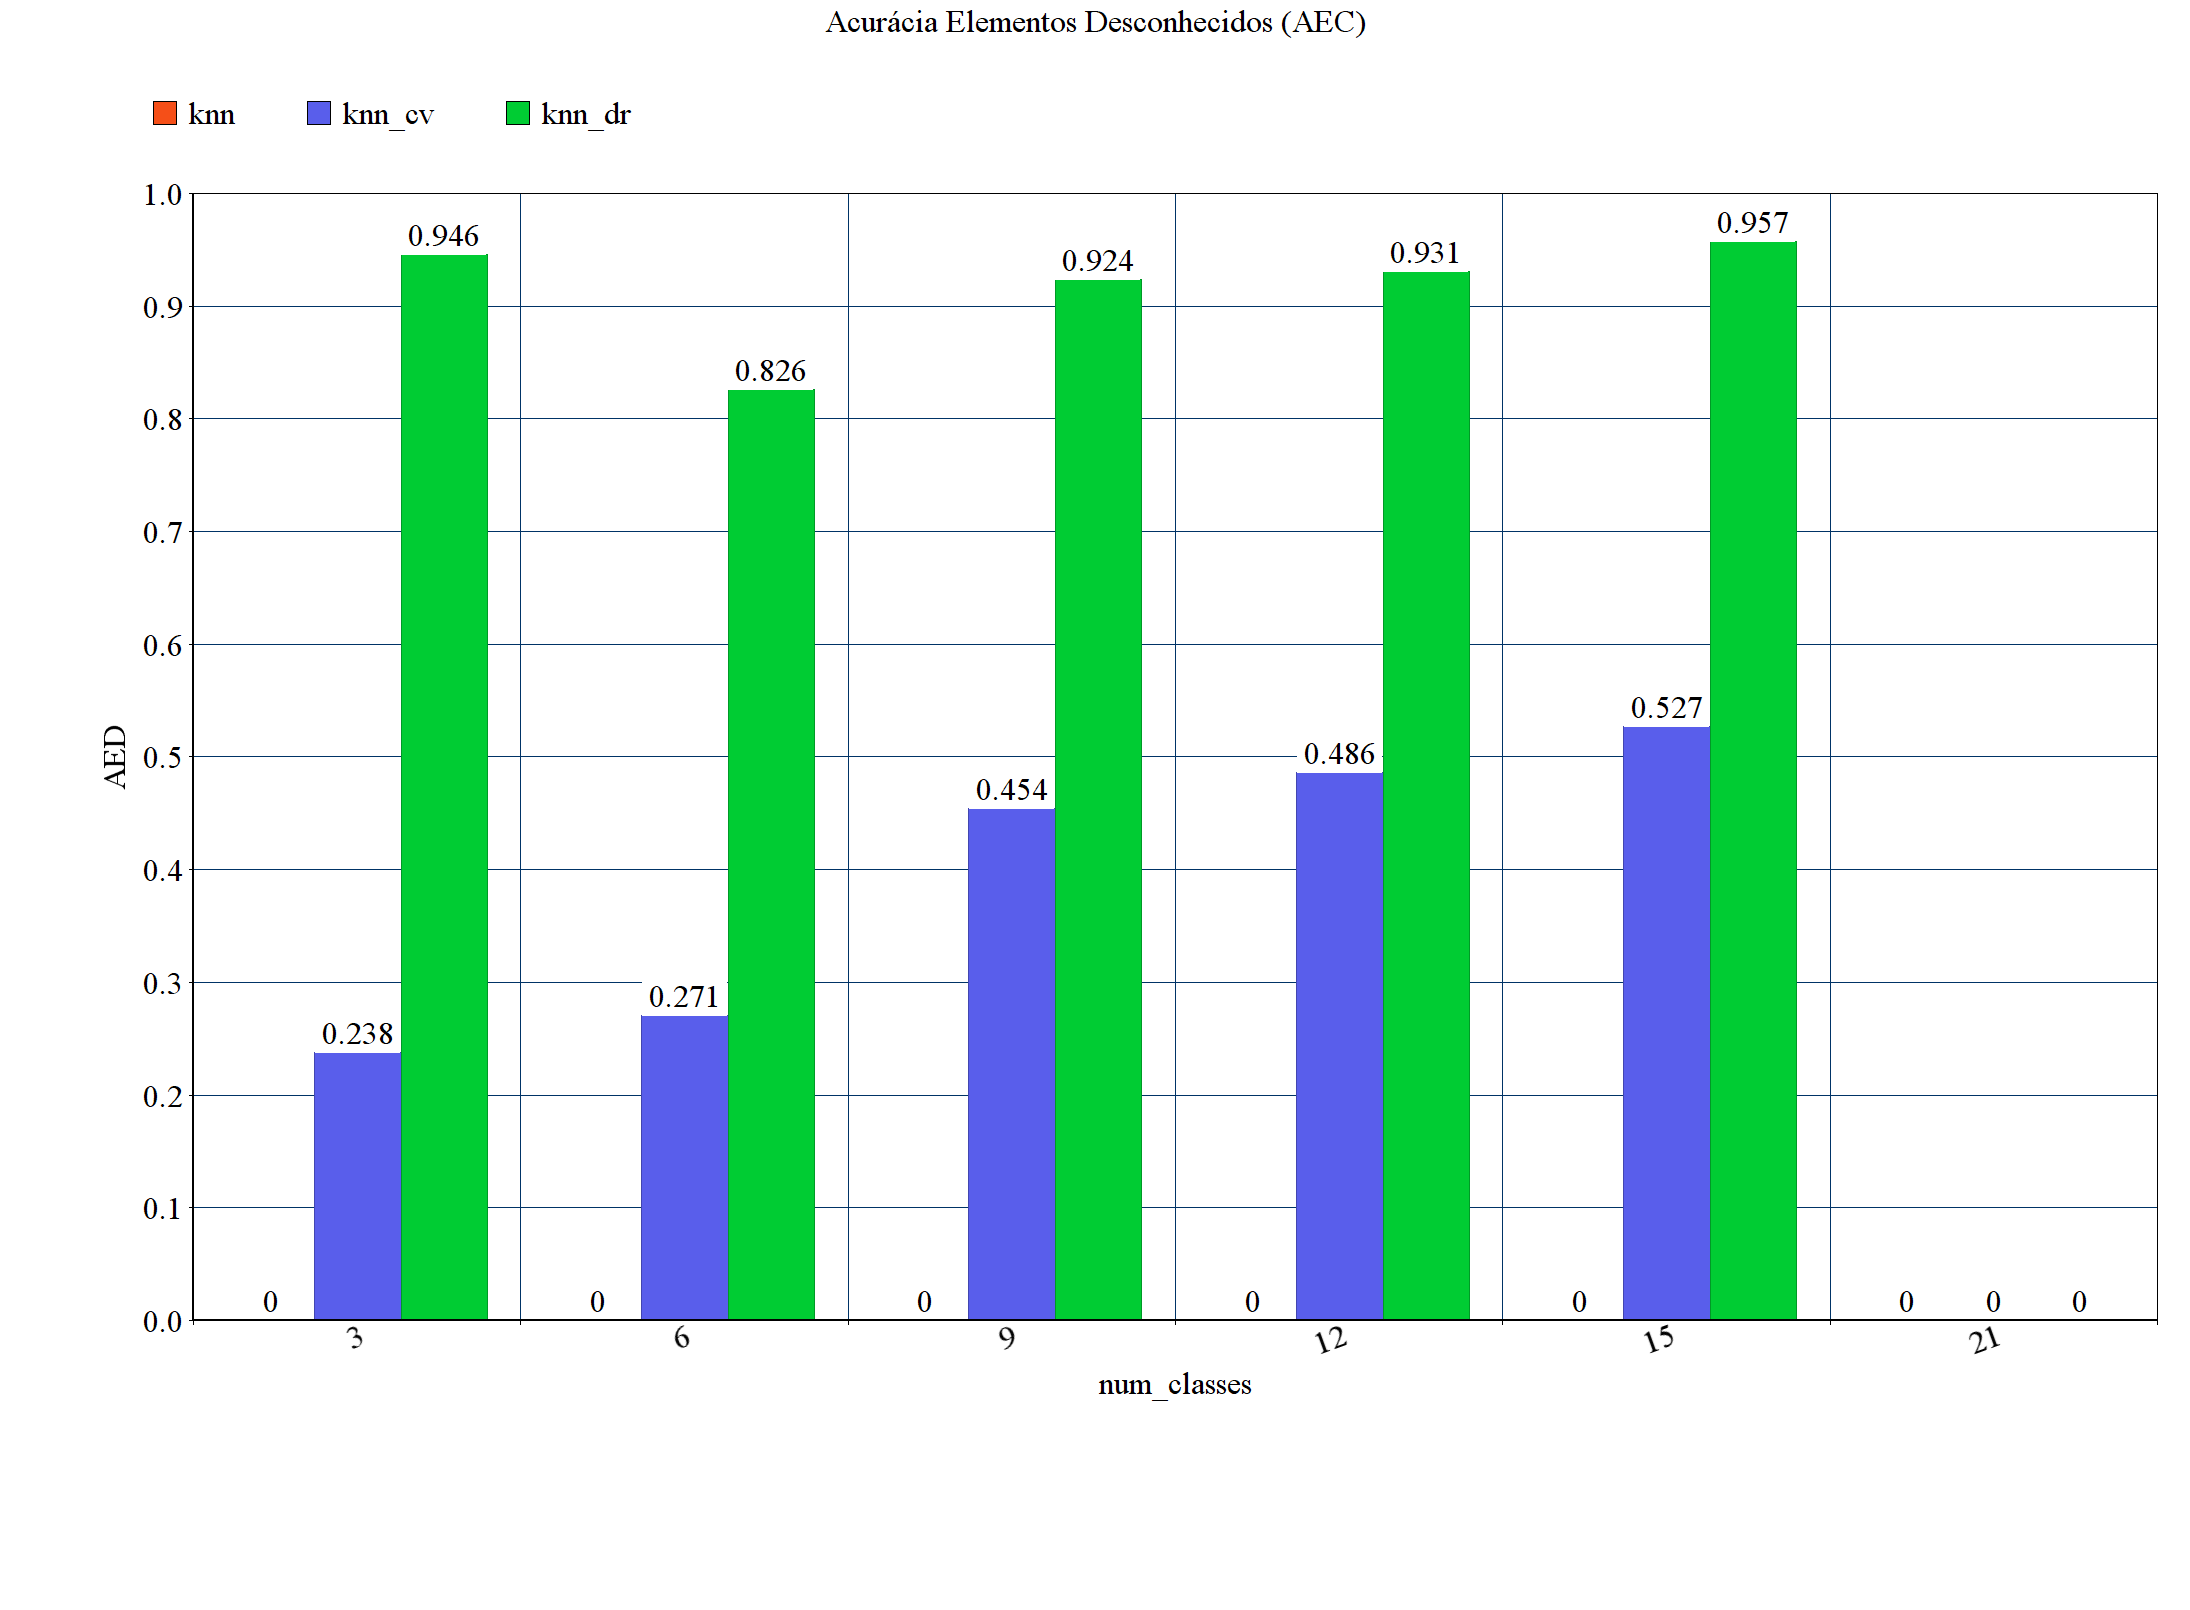 Acurácia Elementos Desconhecidos (AEC)
knn knn_cv knn_dr
1.0
0.9
0.8
0.7
0.6
0.5
0.4
0.3
0.2
0.1
0.0
AED
0 0.238 0.946
0 0.271 0.826
0 0.454 0.924
0 0.486 0.931
0 0.527 0.957
0 0 0
3 6 9 12 15 21
num_classes